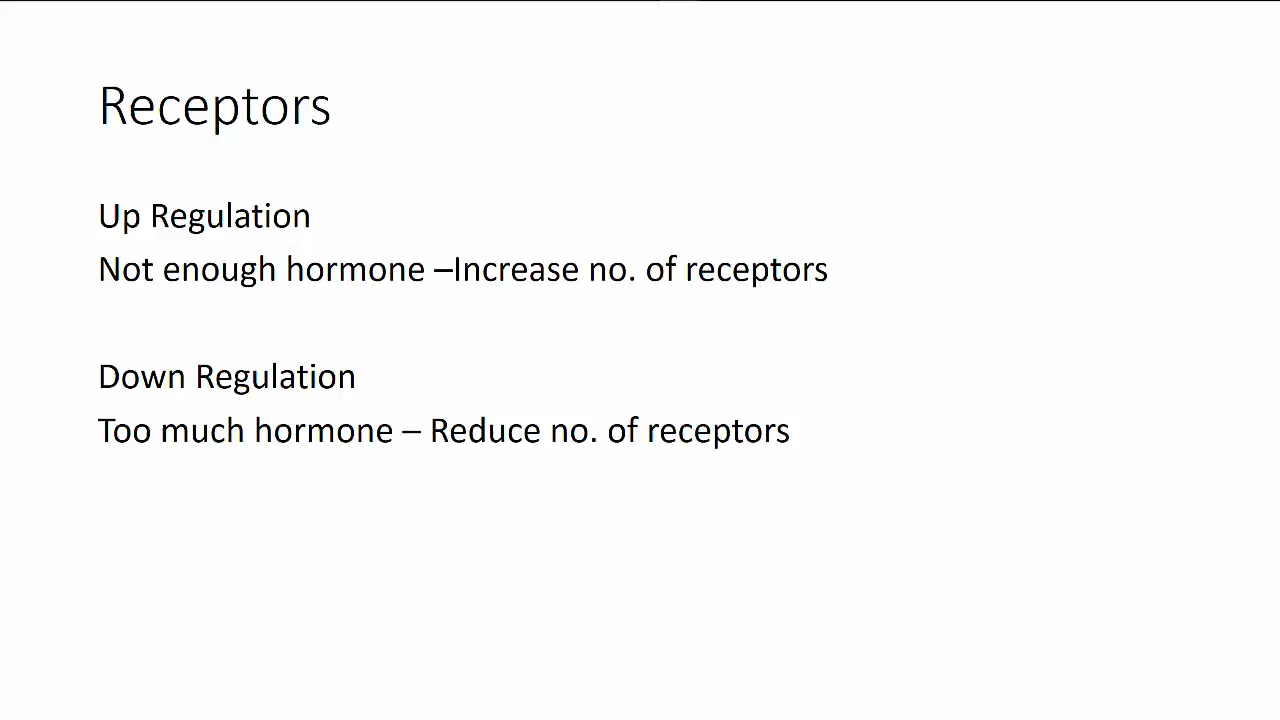 Receptors
Up Regulation
Not enough hormone –Increase no. of receptors
Down Regulation
Too much hormone – Reduce no. of receptors